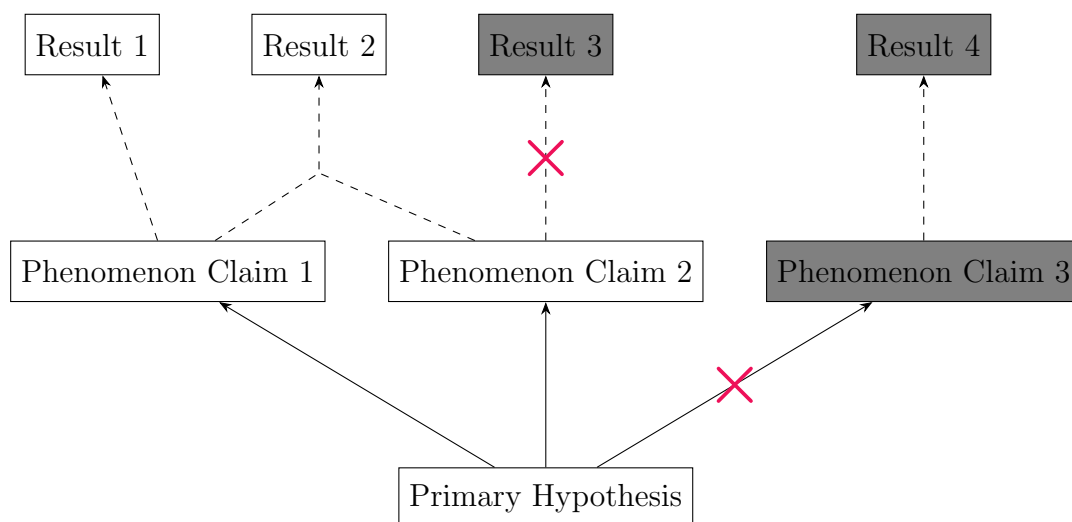 Result 1
Result 2
Result 3
Result 4
Phenomenon Claim 1
Phenomenon Claim 2
Phenomenon Claim 3
Primary Hypothesis